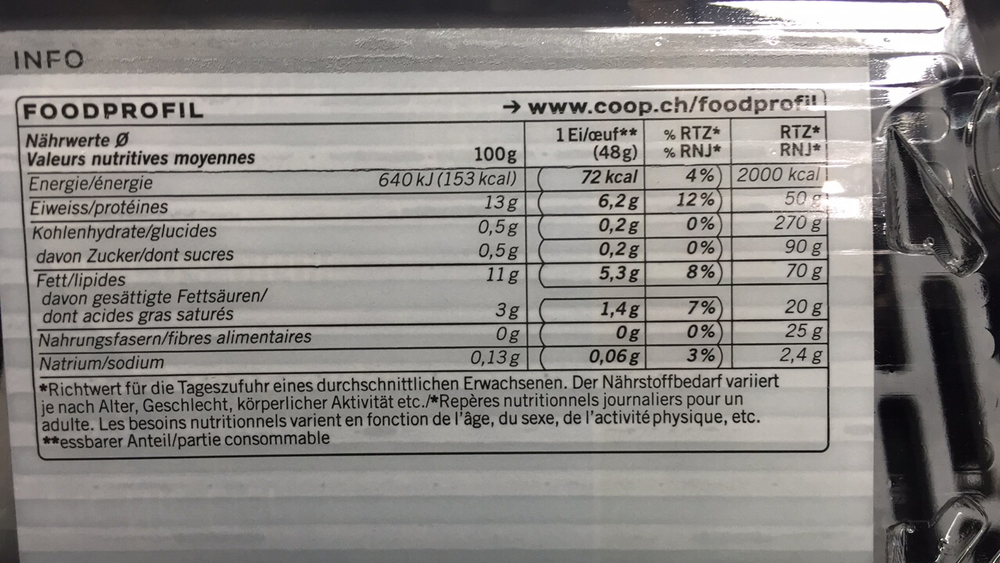 INFO
FOODPROFIL → www.coop.ch/foodprofil
Nährwerte Ø 1 Ei/œuf** % RTZ* RTZ*
Valeurs nutritives moyennes 100g (48g) % RNJ* RNJ*
Energie/énergie 640 kJ (153 kcal) 72 kcal 4% 2000 kcal
Eiweiss/protéines 13 g 6,2 g 12% 50 g
Kohlenhydrate/glucides 0,5 g 0,2 g 0% 270 g
davon Zucker/dont sucres 0,5 g 0,2 g 0% 90 g
Fett/lipides 11 g 5,3 g 8% 70 g
davon gesättigte Fettsäuren/
dont acides gras saturés 3 g 1,4 g 7% 20 g
Nahrungsfasern/fibres alimentaires 0 g 0 g 0% 25 g
Natrium/sodium 0,13 g 0,06 g 3% 2,4 g
*Richtwert für die Tageszufuhr eines durchschnittlichen Erwachsenen. Der Nährstoffbedarf variiert
je nach Alter, Geschlecht, körperlicher Aktivität etc./*Repères nutritionnels journaliers pour un
adulte. Les besoins nutritionnels varient en fonction de l'âge, du sexe, de l'activité physique, etc.
**essbarer Anteil/partie consommable